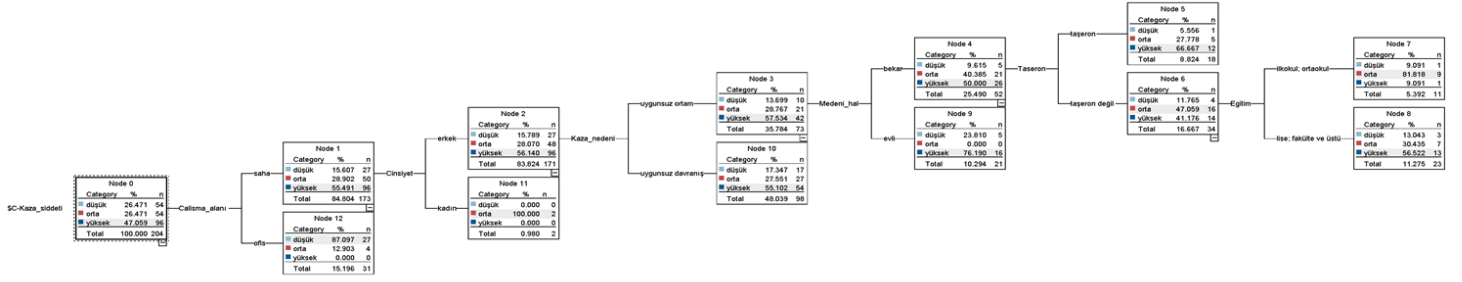 $C-Kaza_siddeti
Node 0
Category % n
düşük 26.471 54
orta 26.471 54
yüksek 47.059 96
Total 100.000 204
Calisma_alanı
saha
Node 1
Category % n
düşük 15.607 27
orta 28.902 50
yüksek 55.491 96
Total 84.804 173
ofis
Node 12
Category % n
düşük 87.097 27
orta 12.903 4
yüksek 0.000 0
Total 15.196 31
Cinsiyet
erkek
Node 2
Category % n
düşük 15.789 27
orta 28.070 48
yüksek 56.140 96
Total 83.824 171
kadın
Node 11
Category % n
düşük 0.000 0
orta 100.000 2
yüksek 0.000 0
Total 0.980 2
Kaza_nedeni
uygunsuz ortam
Node 3
Category % n
düşük 13.699 10
orta 28.767 21
yüksek 57.534 42
Total 35.784 73
uygunsuz davranış
Node 10
Category % n
düşük 17.347 17
orta 27.551 27
yüksek 55.102 54
Total 48.039 98
Medeni_hal
bekar
Node 4
Category % n
düşük 9.615 5
orta 40.385 21
yüksek 50.000 26
Total 25.490 52
evli
Node 9
Category % n
düşük 23.810 5
orta 0.000 0
yüksek 76.190 16
Total 10.294 21
Taseron
taşeron
Node 5
Category % n
düşük 5.556 1
orta 27.778 5
yüksek 66.667 12
Total 8.824 18
taşeron değil
Node 6
Category % n
düşük 11.765 4
orta 47.059 16
yüksek 41.176 14
Total 16.667 34
Egitim
ilkokul; ortaokul
Node 7
Category % n
düşük 9.091 1
orta 81.818 9
yüksek 9.091 1
Total 5.392 11
lise; fakülte ve üstü
Node 8
Category % n
düşük 13.043 3
orta 30.435 7
yüksek 56.522 13
Total 11.275 23